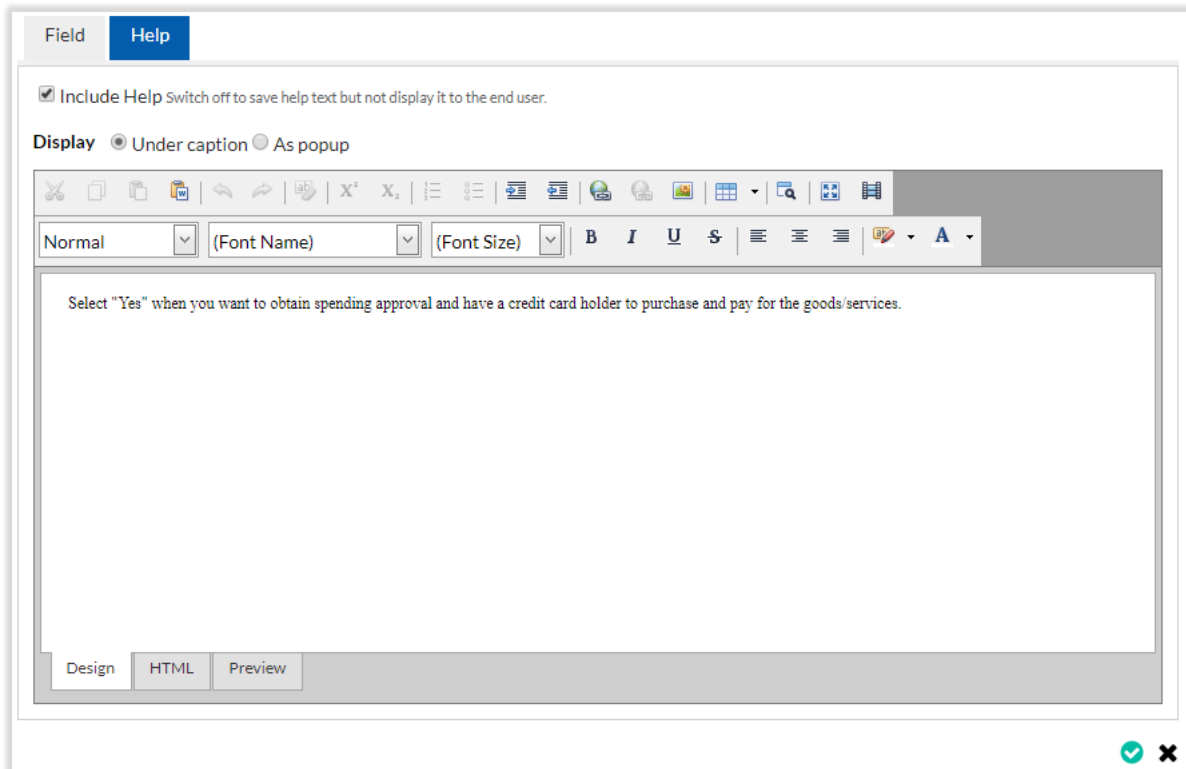 Field Help
Include Help Switch off to save help text but not display it to the end user.
Display Under caption As popup
X² X₂
Normal (Font Name) (Font Size) B I U S A
Select "Yes" when you want to obtain spending approval and have a credit card holder to purchase and pay for the goods/services.
Design HTML Preview